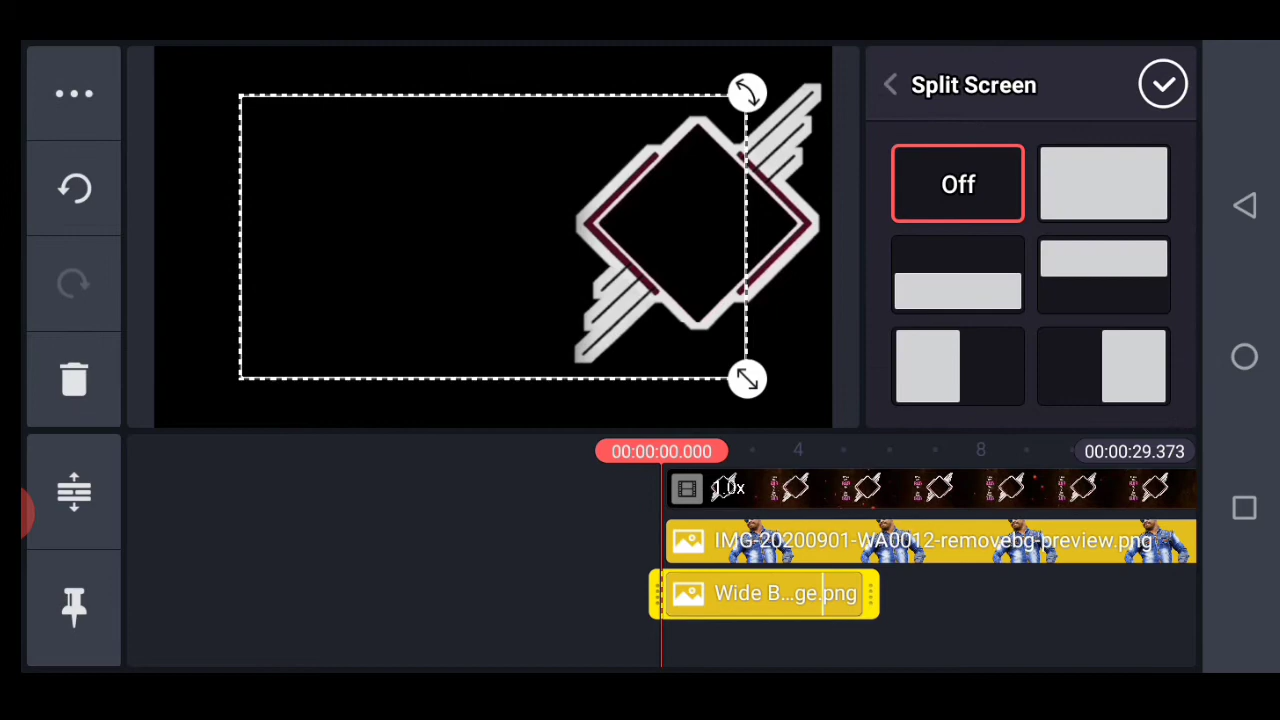 Split Screen
Off
00:00:00.000
4
8
00:00:29.373
1.0x
IMG-20200901-WA0012-removebg-preview.png
Wide B...ge.png